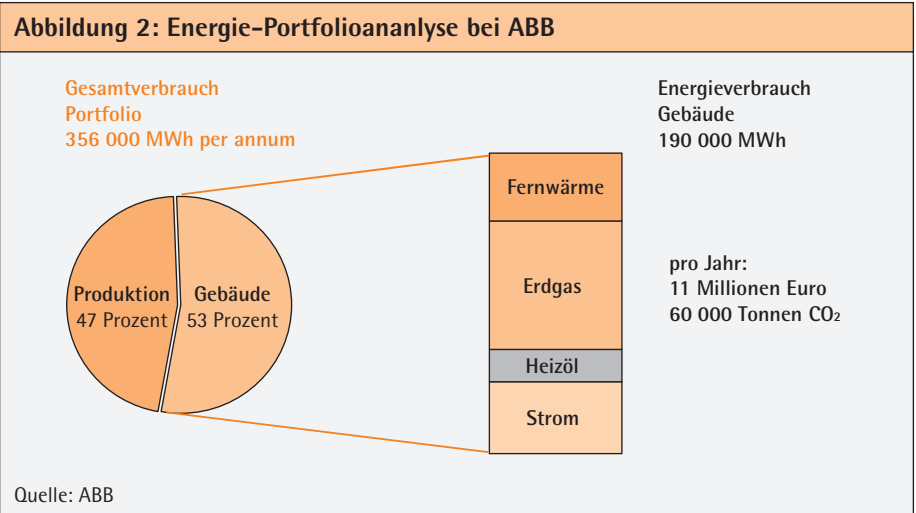 Abbildung 2: Energie-Portfolioananlyse bei ABB
Gesamtverbrauch
Portfolio
356 000 MWh per annum
Energieverbrauch
Gebäude
190 000 MWh
Produktion
47 Prozent
Gebäude
53 Prozent
Fernwärme
Erdgas
Heizöl
Strom
pro Jahr:
11 Millionen Euro
60 000 Tonnen CO₂
Quelle: ABB